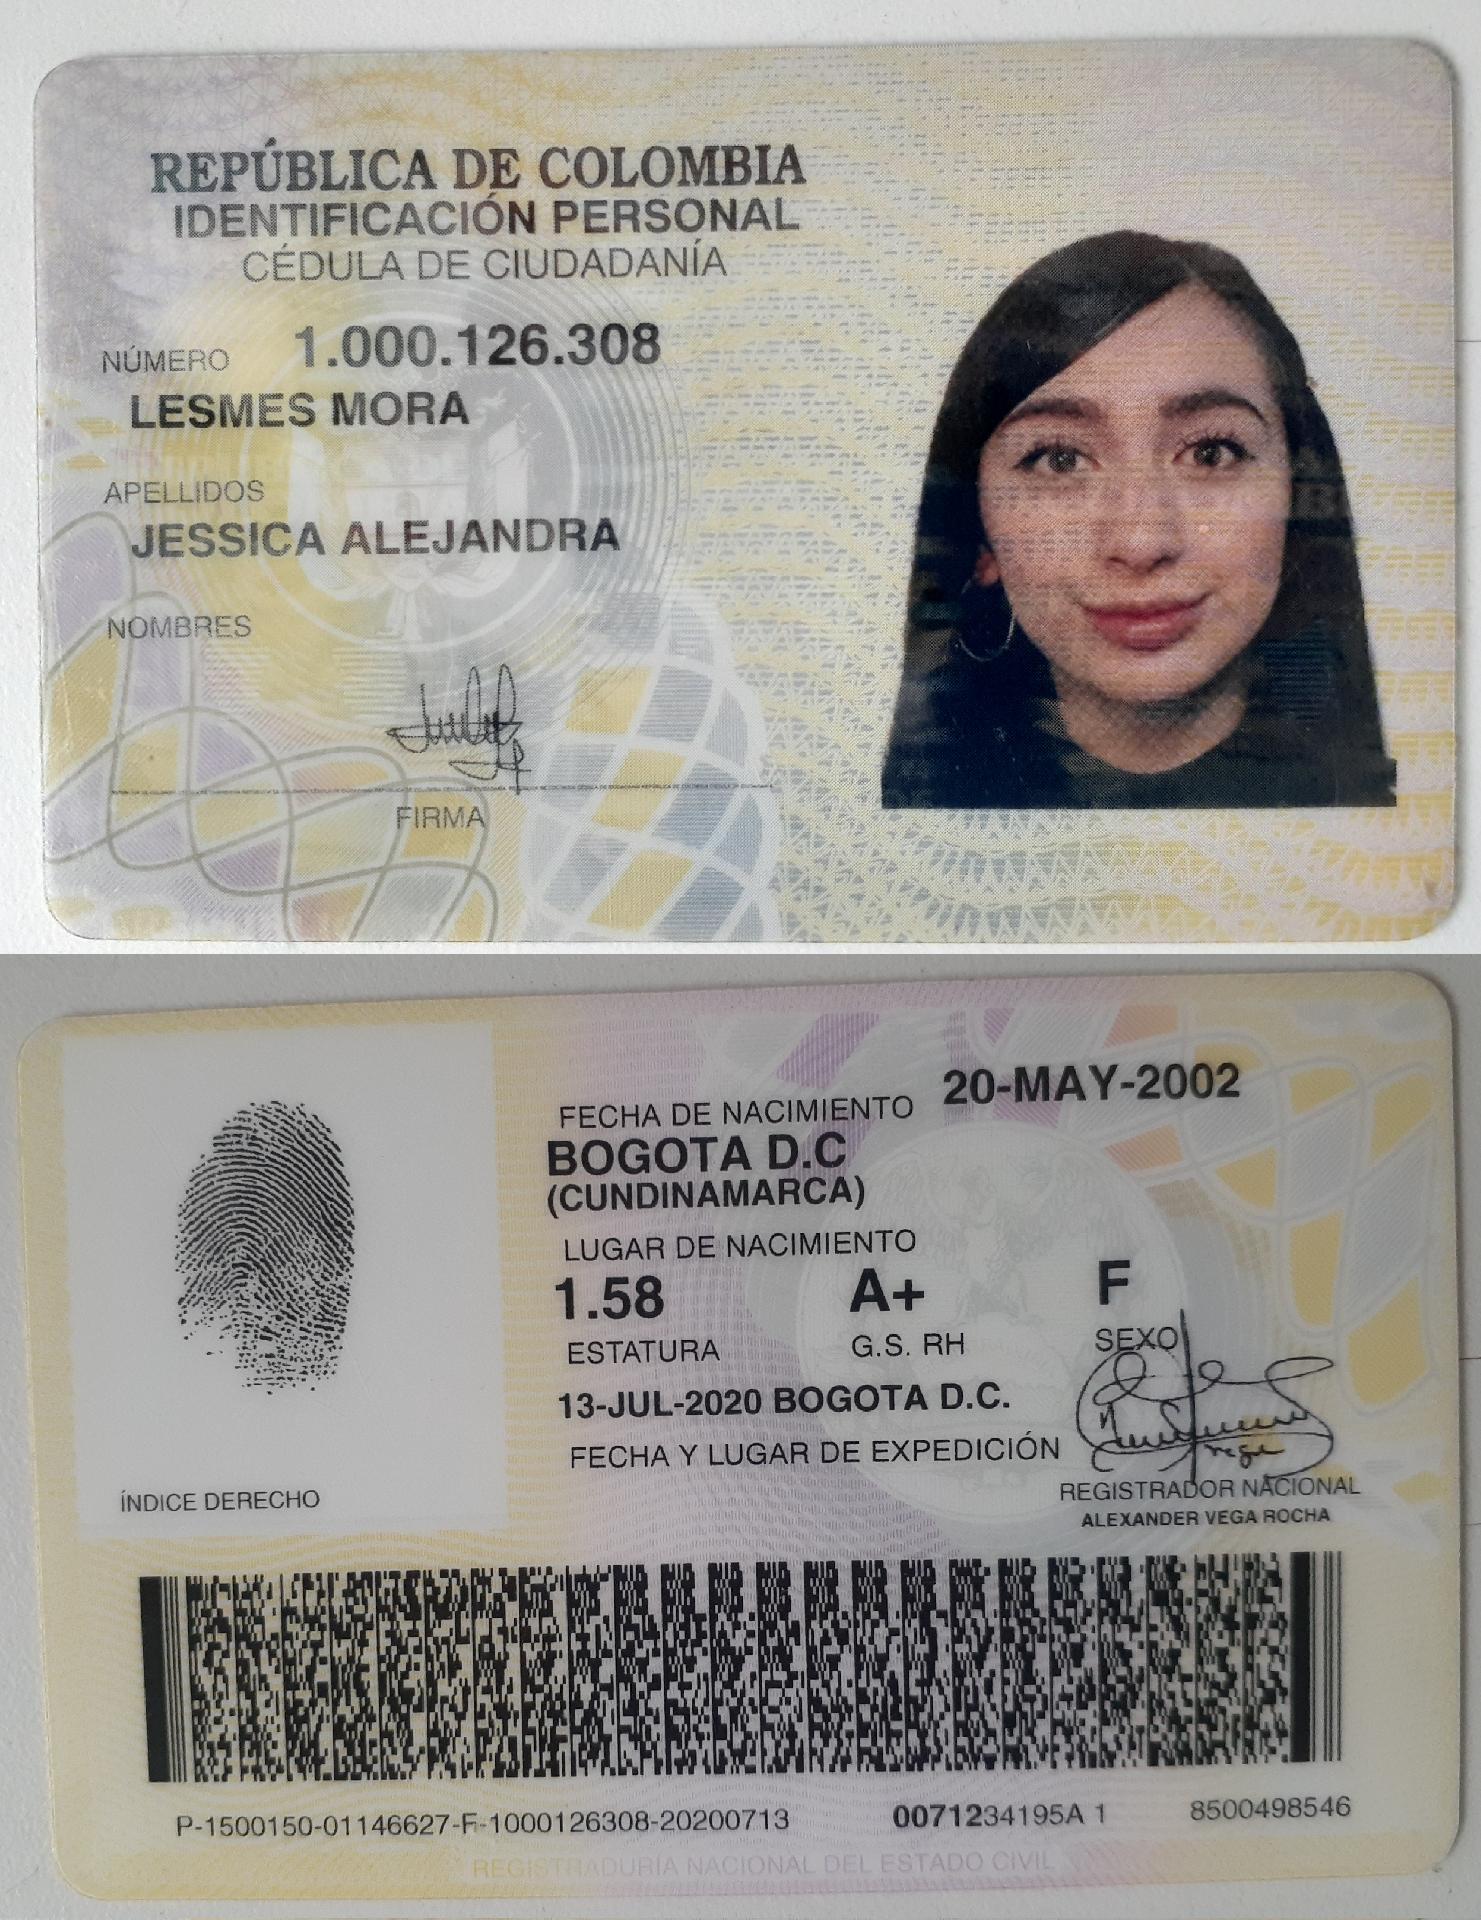 REPÚBLICA DE COLOMBIA
IDENTIFICACIÓN PERSONAL
CÉDULA DE CIUDADANÍA
NÚMERO 1.000.126.308
LESMES MORA
APELLIDOS
JESSICA ALEJANDRA
NOMBRES
FIRMA
FECHA DE NACIMIENTO 20-MAY-2002
BOGOTA D.C
(CUNDINAMARCA)
LUGAR DE NACIMIENTO
1.58 A+ F
ESTATURA G.S. RH SEXO
13-JUL-2020 BOGOTA D.C.
FECHA Y LUGAR DE EXPEDICIÓN
REGISTRADOR NACIONAL
ALEXANDER VEGA ROCHA
ÍNDICE DERECHO
P-1500150-01146627-F-1000126308-20200713 0071234195A 1 8500498546
REGISTRADURÍA NACIONAL DEL ESTADO CIVIL